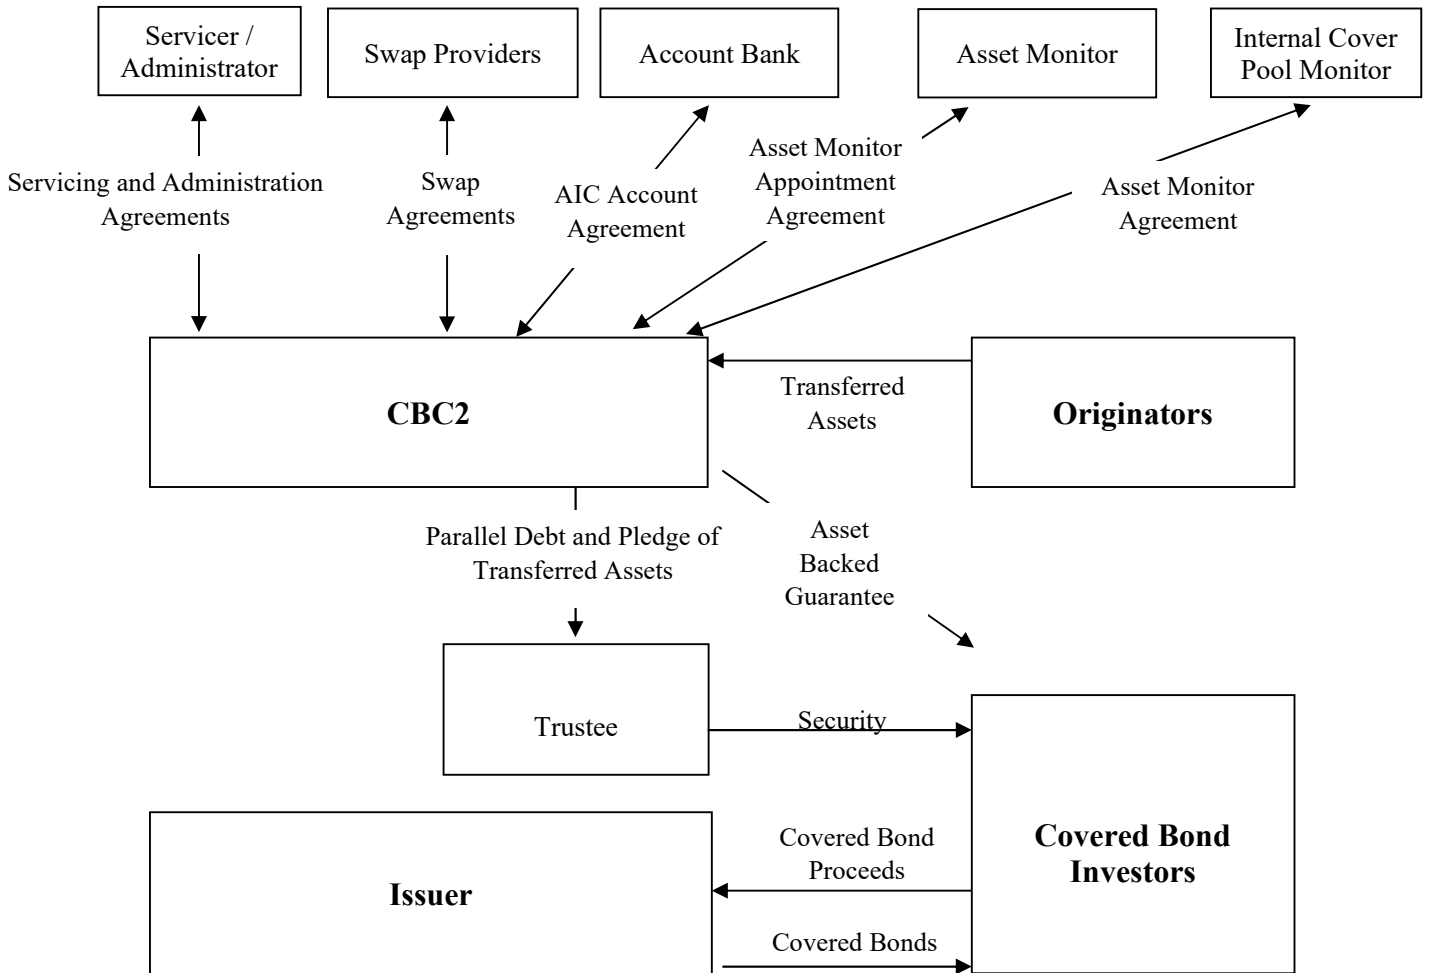 Servicer /
Administrator
Swap Providers
Account Bank
Asset Monitor
Internal Cover
Pool Monitor
Servicing and Administration
Agreements
Swap
Agreements
AIC Account
Agreement
Asset Monitor
Appointment
Agreement
Asset Monitor
Agreement
CBC2
Transferred
Assets
Originators
Parallel Debt and Pledge of
Transferred Assets
Asset
Backed
Guarantee
Trustee
Security
Covered Bond
Proceeds
Covered Bond
Investors
Issuer
Covered Bonds